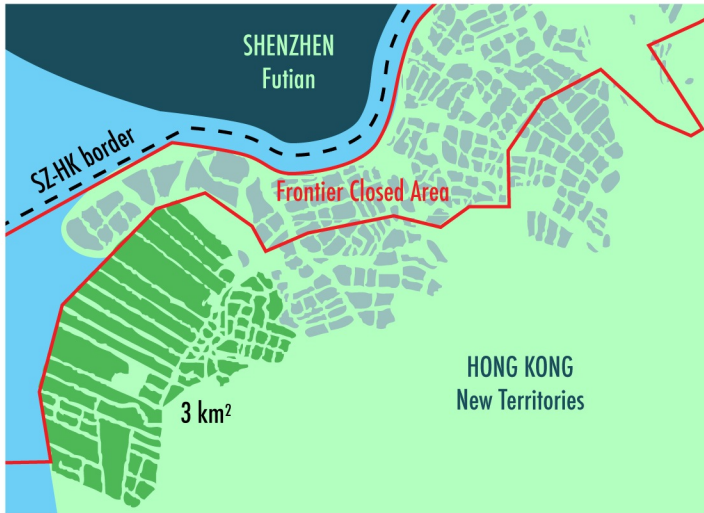 SHENZHEN
Futian
SZ-HK border
Frontier Closed Area
HONG KONG
New Territories
3 km²